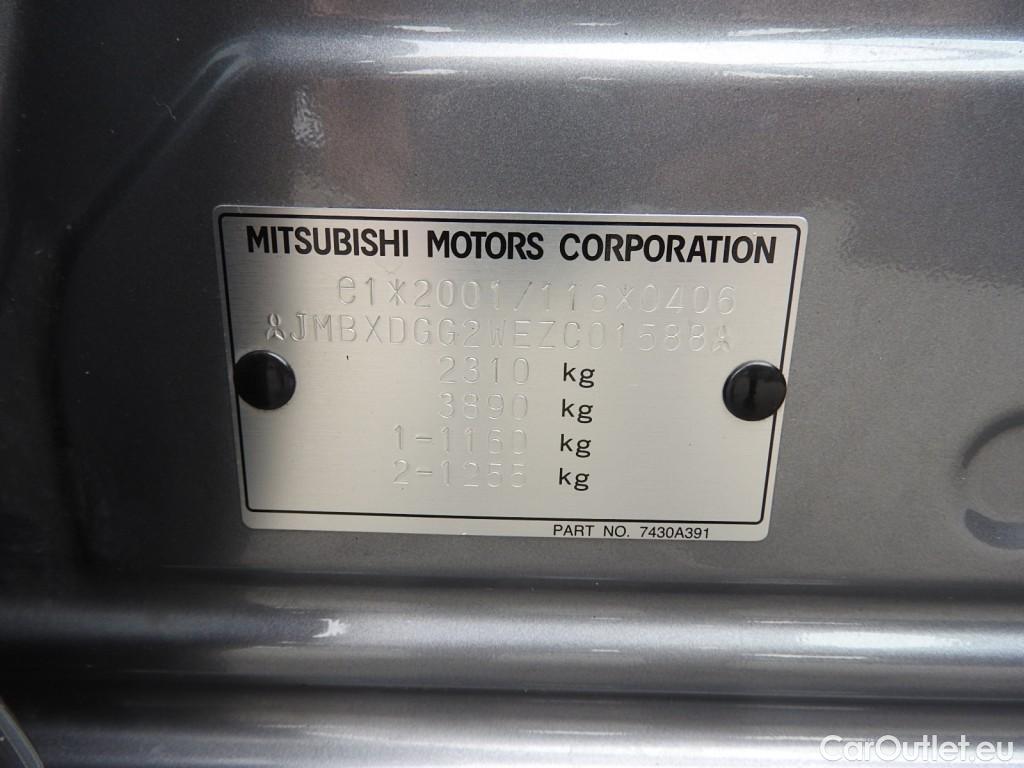 MITSUBISHI MOTORS CORPORATION
e1*2001/116*0406
JMBXDGG2WEZC01588
2310 kg
3890 kg
1-1160 kg
2-1255 kg
PART NO. 7430A391
CarOutlet.eu